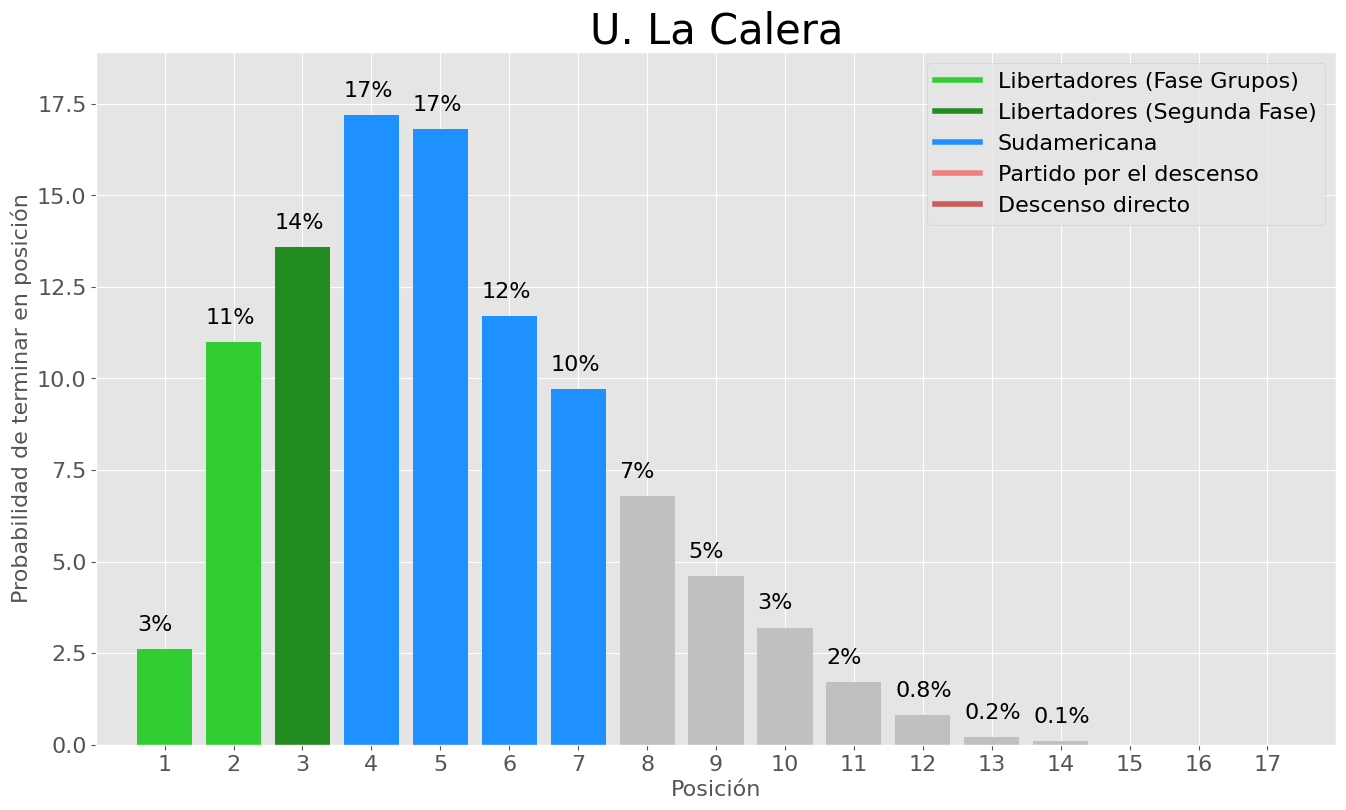 U. La Calera
Libertadores (Fase Grupos)
Libertadores (Segunda Fase)
Sudamericana
Partido por el descenso
Descenso directo
Probabilidad de terminar en posición
17.5
15.0
12.5
10.0
7.5
5.0
2.5
0.0
3%
11%
14%
17%
17%
12%
10%
7%
5%
3%
2%
0.8%
0.2%
0.1%
1 2 3 4 5 6 7 8 9 10 11 12 13 14 15 16 17
Posición